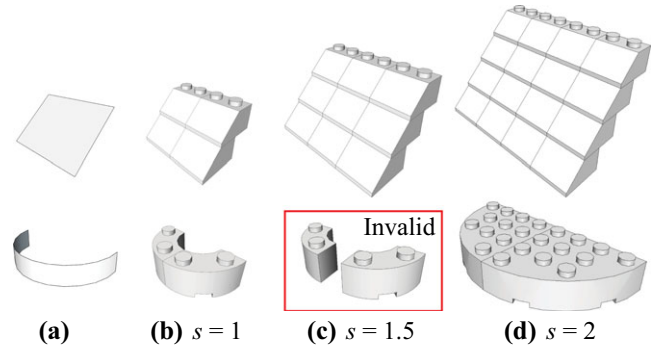 Invalid
(a) (b) s = 1 (c) s = 1.5 (d) s = 2